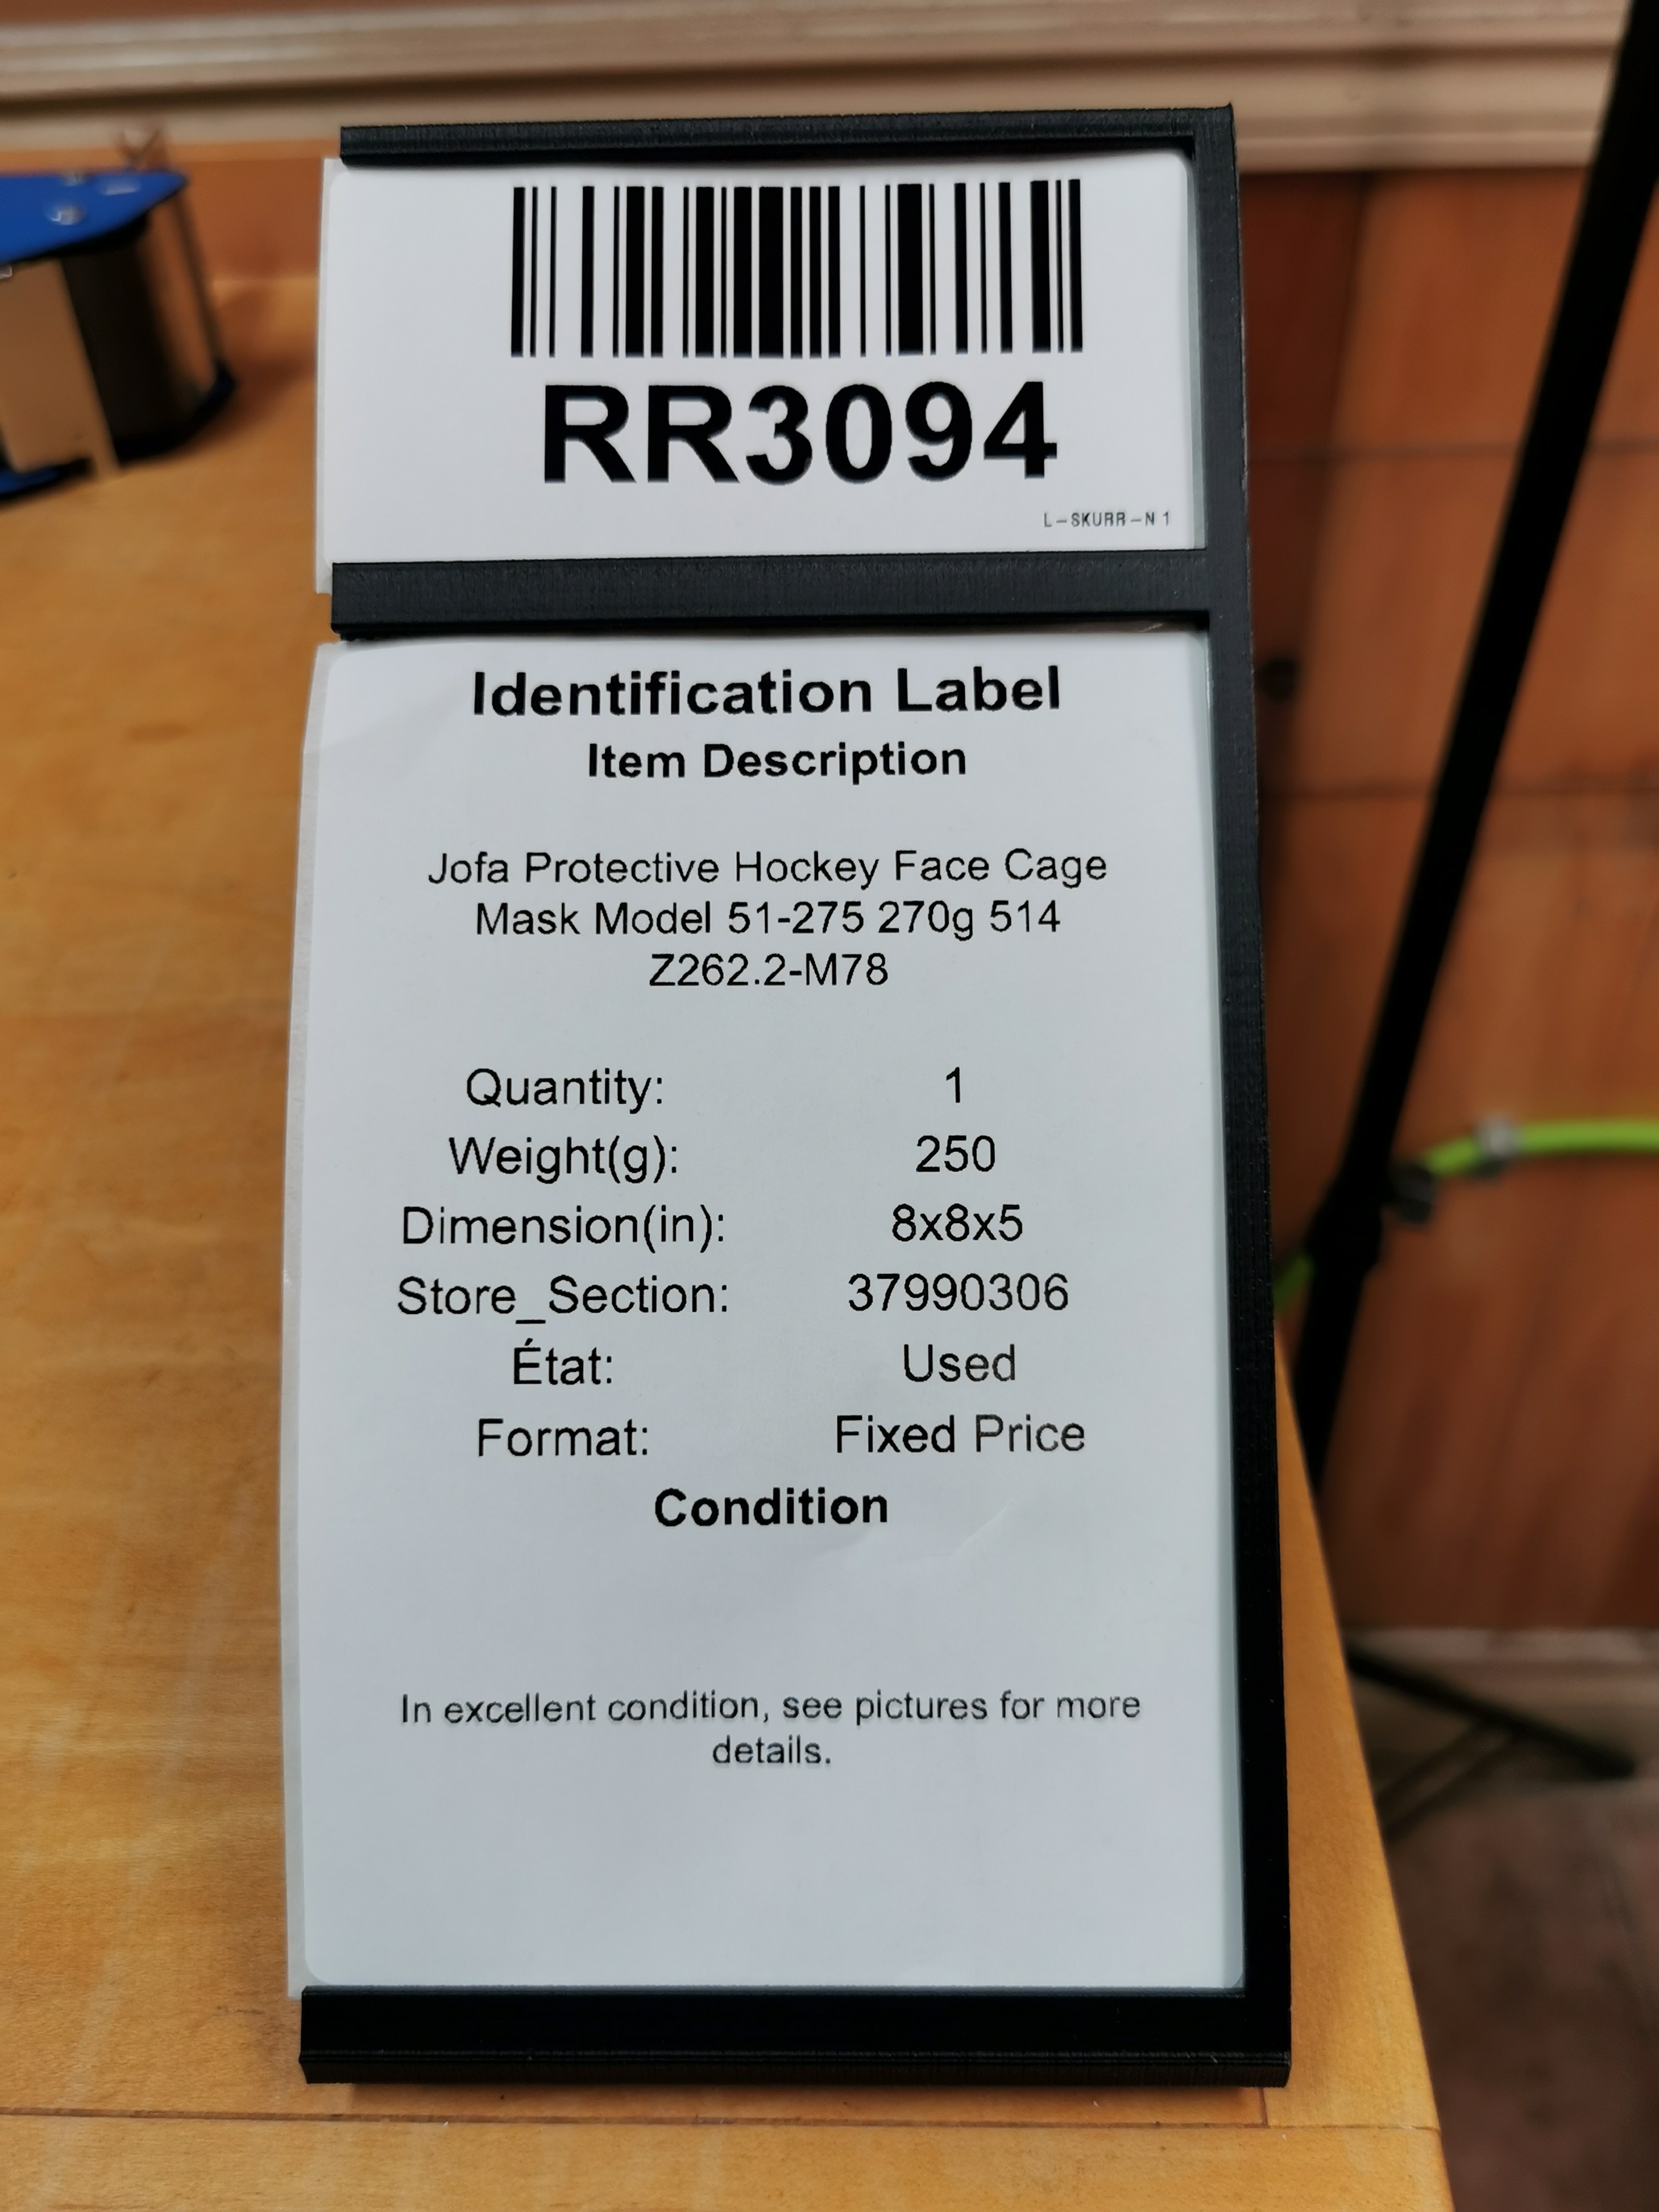 RR3094
L-SKURR-N 1
Identification Label
Item Description
Jofa Protective Hockey Face Cage
Mask Model 51-275 270g 514
Z262.2-M78
Quantity: 1
Weight(g): 250
Dimension(in): 8x8x5
Store_Section: 37990306
État: Used
Format: Fixed Price
Condition
In excellent condition, see pictures for more
details.